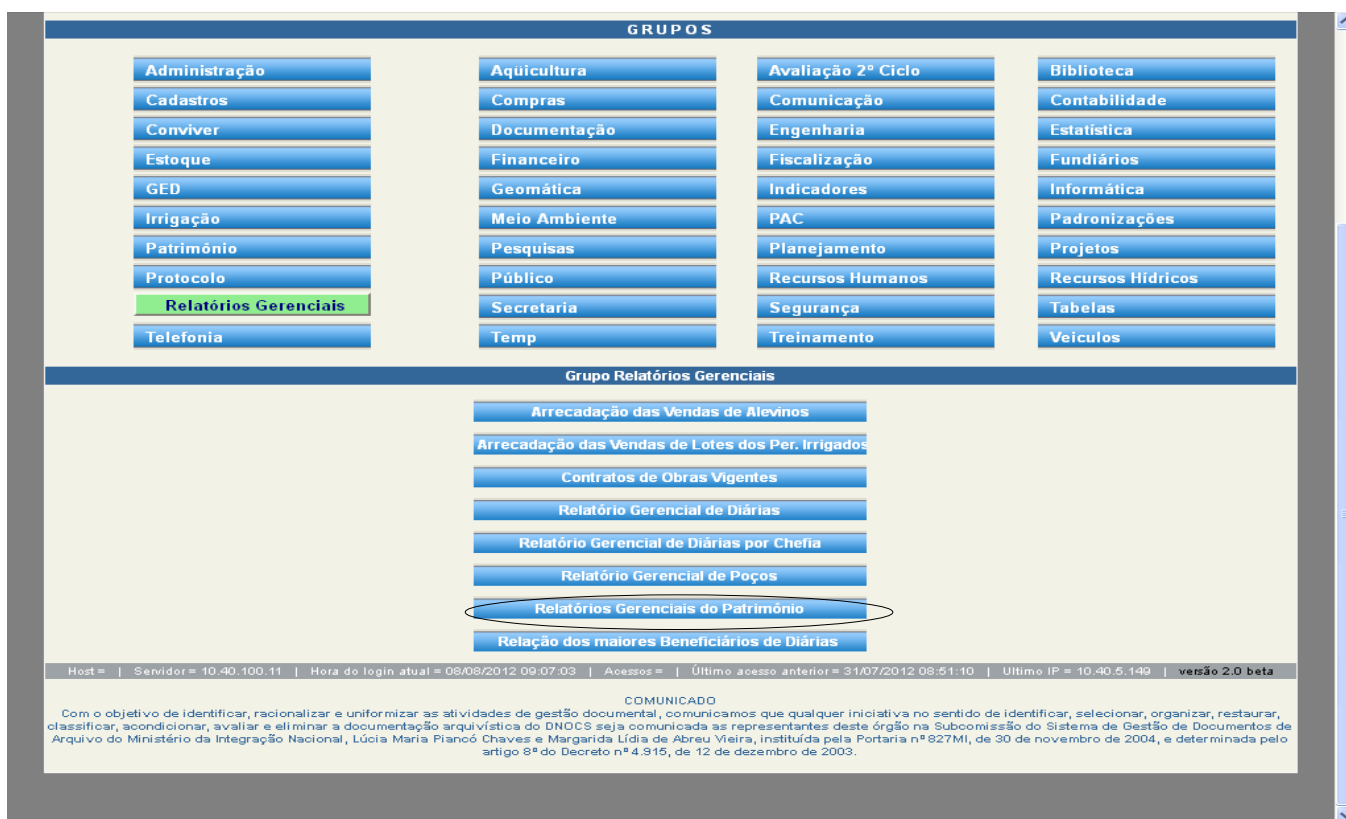 GRUPOS
Administração Aqüicultura Avaliação 2º Ciclo Biblioteca
Cadastros Compras Comunicação Contabilidade
Conviver Documentação Engenharia Estatística
Estoque Financeiro Fiscalização Fundiários
GED Geomática Indicadores Informática
Irrigação Meio Ambiente PAC Padronizações
Patrimônio Pesquisas Planejamento Projetos
Protocolo Público Recursos Humanos Recursos Hídricos
Relatórios Gerenciais Secretaria Segurança Tabelas
Telefonia Temp Treinamento Veiculos
Grupo Relatórios Gerenciais
Arrecadação das Vendas de Alevinos
Arrecadação das Vendas de Lotes dos Per. Irrigados
Contratos de Obras Vigentes
Relatório Gerencial de Diárias
Relatório Gerencial de Diárias por Chefia
Relatório Gerencial de Poços
Relatórios Gerenciais do Patrimônio
Relação dos maiores Beneficiários de Diárias
Host = | Servidor = 10.40.100.11 | Hora do login atual = 08/08/2012 09:07:03 | Acessos = | Último acesso anterior = 31/07/2012 08:51:10 | Ultimo IP = 10.40.5.149 | versão 2.0 beta
COMUNICADO
Com o objetivo de identificar, racionalizar e uniformizar as atividades de gestão documental, comunicamos que qualquer iniciativa no sentido de identificar, selecionar, organizar, restaurar,
classificar, acondicionar, avaliar e eliminar a documentação arquivística do DNOCS seja comunicada as representantes deste órgão na Subcomissão do Sistema de Gestão de Documentos de
Arquivo do Ministério da Integração Nacional, Lúcia Maria Piancó Chaves e Margarida Lídia de Abreu Vieira, instituída pela Portaria nº 827MI, de 30 de novembro de 2004, e determinada pelo
artigo 8º do Decreto nº 4.915, de 12 de dezembro de 2003.